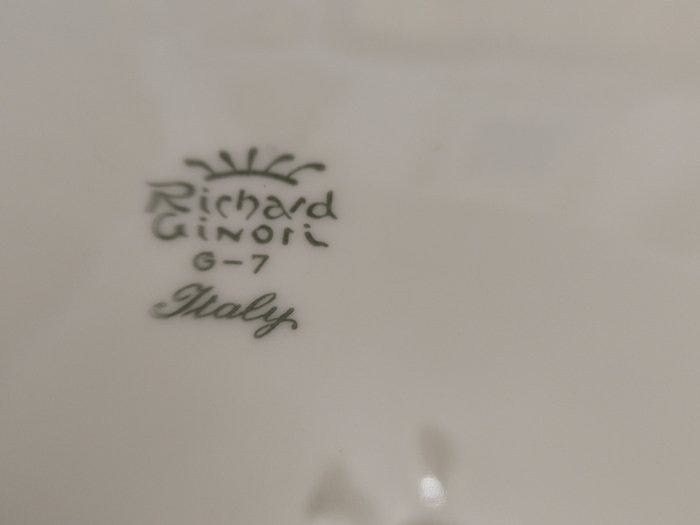 Richard
Ginori
G-7
Italy